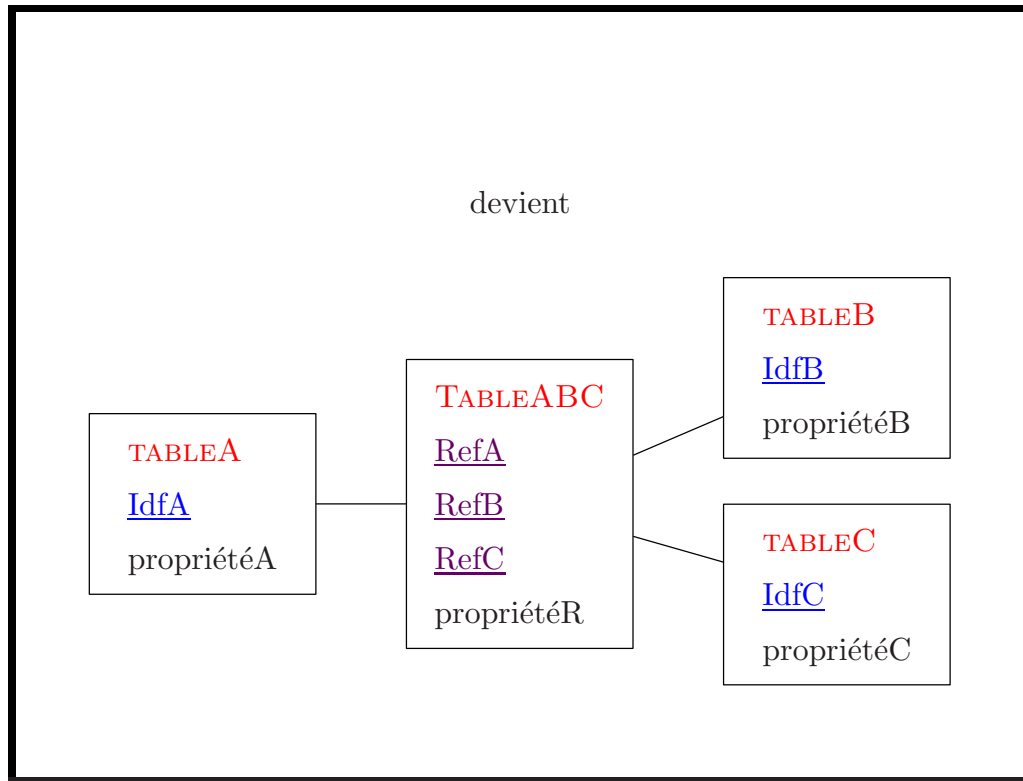 devient
TABLEA
IdfA
propriétéA
TABLEABC
RefA
RefB
RefC
propriétéR
TABLEB
IdfB
propriétéB
TABLEC
IdfC
propriétéC